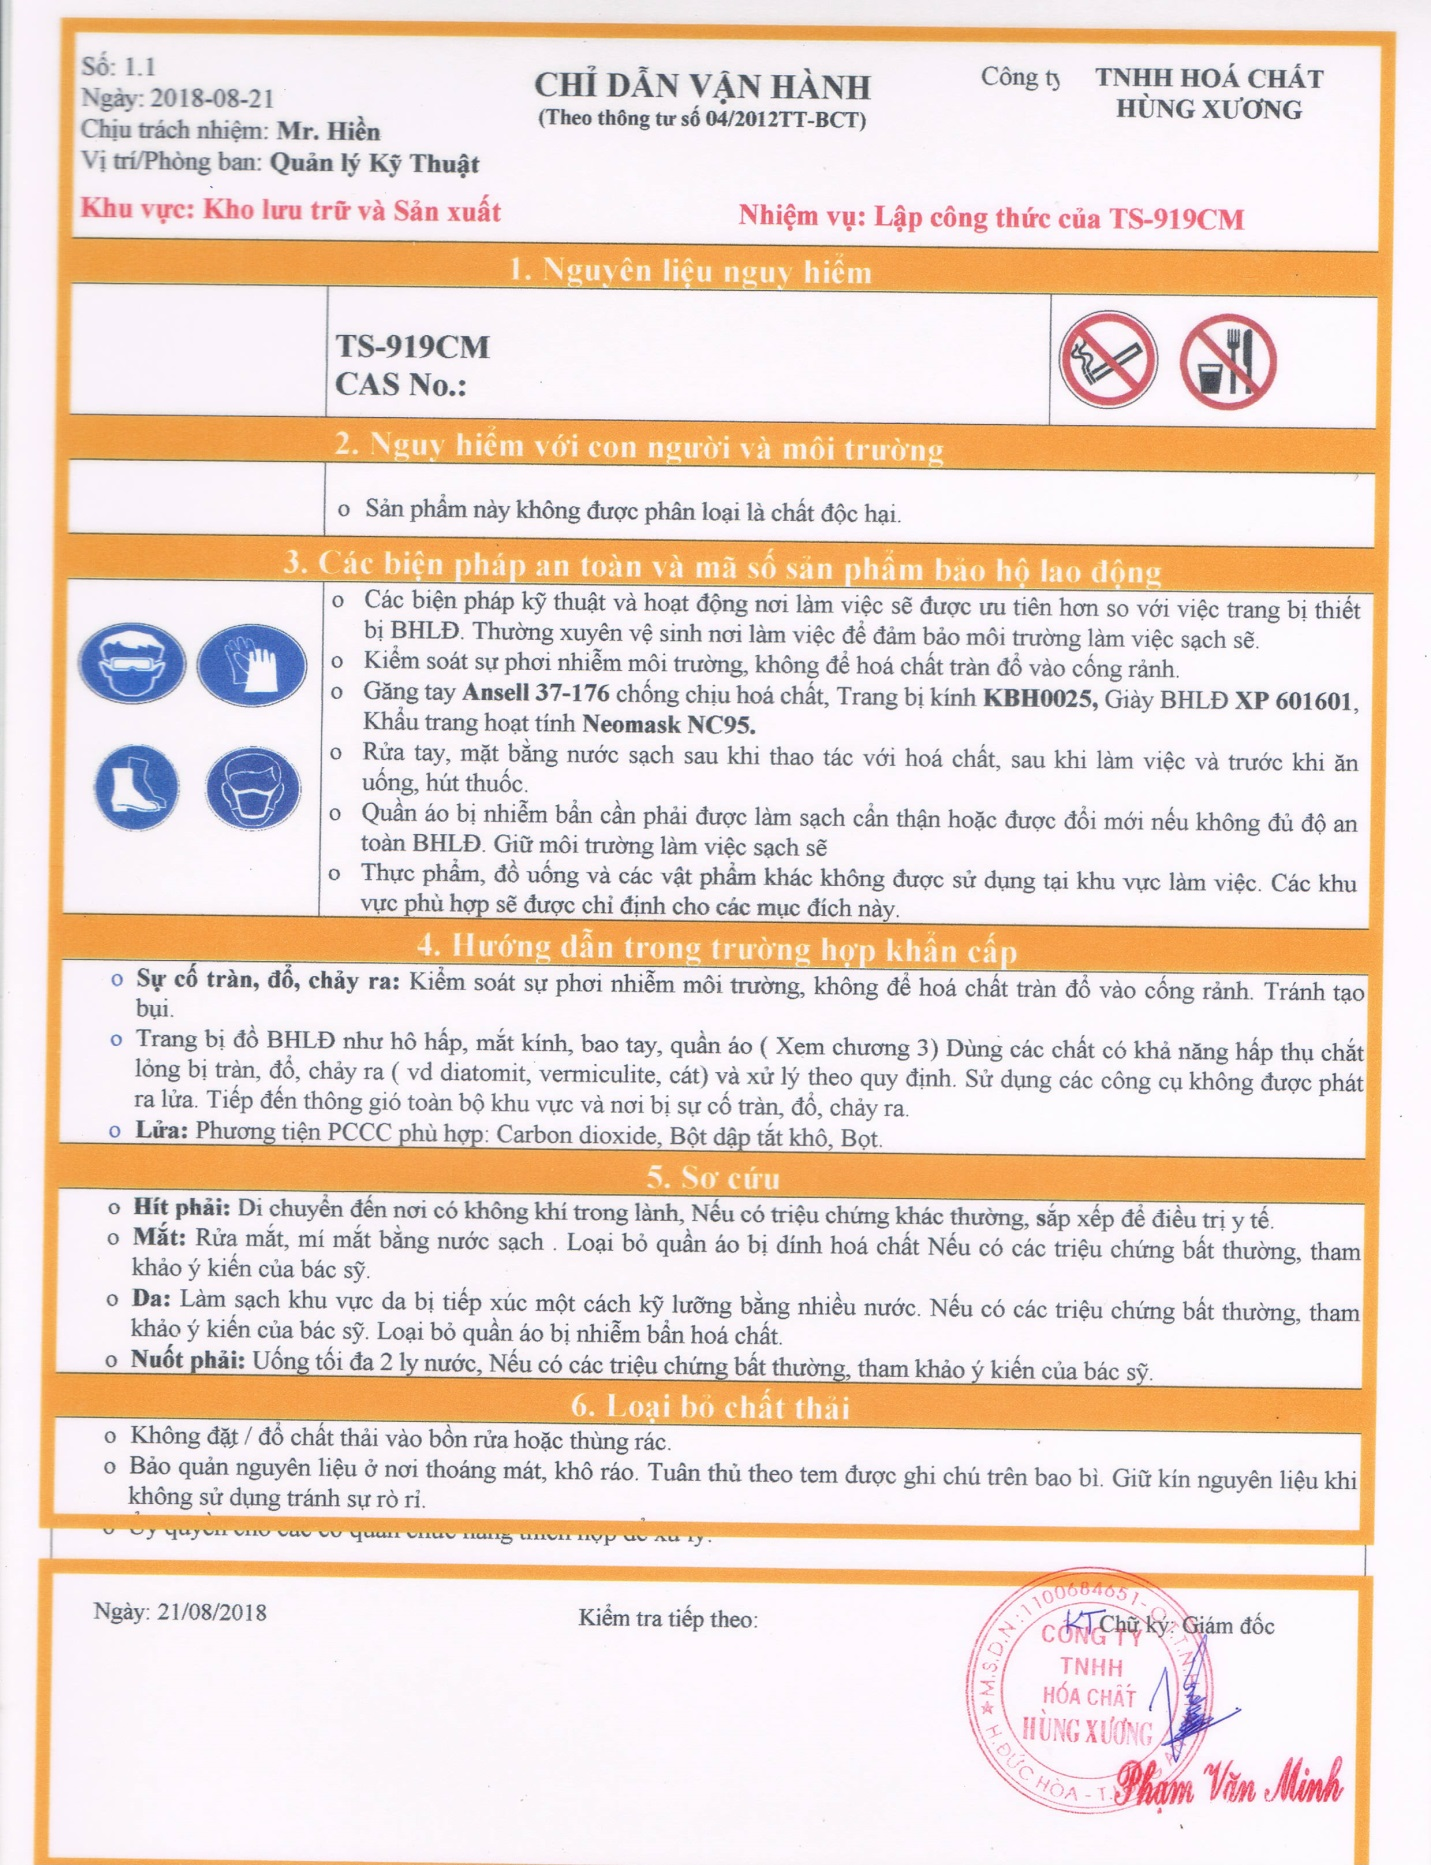 Số: 1.1
Ngày: 2018-08-21
Chịu trách nhiệm: Mr. Hiền
Vị trí/Phòng ban: Quản lý Kỹ Thuật
CHỈ DẪN VẬN HÀNH
(Theo thông tư số 04/2012TT-BCT)
Công ty TNHH HOÁ CHẤT
HÙNG XƯƠNG
Khu vực: Kho lưu trữ và Sản xuất
Nhiệm vụ: Lập công thức của TS-919CM
1. Nguyên liệu nguy hiểm
TS-919CM
CAS No.:
2. Nguy hiểm với con người và môi trường
o Sản phẩm này không được phân loại là chất độc hại.
3. Các biện pháp an toàn và mã số sản phẩm bảo hộ lao động
o Các biện pháp kỹ thuật và hoạt động nơi làm việc sẽ được ưu tiên hơn so với việc trang bị thiết
bị BHLĐ. Thường xuyên vệ sinh nơi làm việc để đảm bảo môi trường làm việc sạch sẽ.
o Kiểm soát sự phơi nhiễm môi trường, không để hoá chất tràn đổ vào cống rãnh.
o Găng tay Ansell 37-176 chống chịu hoá chất, Trang bị kính KBH0025, Giày BHLĐ XP 601601,
Khẩu trang hoạt tính Neomask NC95.
o Rửa tay, mặt bằng nước sạch sau khi thao tác với hoá chất, sau khi làm việc và trước khi ăn
uống, hút thuốc.
o Quần áo bị nhiễm bẩn cần phải được làm sạch cẩn thận hoặc được đổi mới nếu không đủ độ an
toàn BHLĐ. Giữ môi trường làm việc sạch sẽ
o Thực phẩm, đồ uống và các vật phẩm khác không được sử dụng tại khu vực làm việc. Các khu
vực phù hợp sẽ được chỉ định cho các mục đích này.
4. Hướng dẫn trong trường hợp khẩn cấp
o Sự cố tràn, đổ, chảy ra: Kiểm soát sự phơi nhiễm môi trường, không để hoá chất tràn đổ vào cống rãnh. Tránh tạo
bụi.
o Trang bị đồ BHLĐ như hô hấp, mắt kính, bao tay, quần áo ( Xem chương 3) Dùng các chất có khả năng hấp thụ chắt
lỏng bị tràn, đổ, chảy ra ( vd diatomit, vermiculite, cát) và xử lý theo quy định. Sử dụng các công cụ không được phát
ra lửa. Tiếp đến thông gió toàn bộ khu vực và nơi bị sự cố tràn, đổ, chảy ra.
o Lửa: Phương tiện PCCC phù hợp: Carbon dioxide, Bột dập tắt khô, Bọt.
5. Sơ cứu
o Hít phải: Di chuyển đến nơi có không khí trong lành, Nếu có triệu chứng khác thường, sắp xếp để điều trị y tế.
o Mắt: Rửa mắt, mí mắt bằng nước sạch . Loại bỏ quần áo bị dính hoá chất Nếu có các triệu chứng bất thường, tham
khảo ý kiến của bác sỹ.
o Da: Làm sạch khu vực da bị tiếp xúc một cách kỹ lưỡng bằng nhiều nước. Nếu có các triệu chứng bất thường, tham
khảo ý kiến của bác sỹ. Loại bỏ quần áo bị nhiễm bẩn hoá chất.
o Nuốt phải: Uống tối đa 2 ly nước, Nếu có các triệu chứng bất thường, tham khảo ý kiến của bác sỹ.
6. Loại bỏ chất thải
o Không đặt / đổ chất thải vào bồn rửa hoặc thùng rác.
o Bảo quản nguyên liệu ở nơi thoáng mát, khô ráo. Tuân thủ theo tem được ghi chú trên bao bì. Giữ kín nguyên liệu khi
không sử dụng tránh sự rò rỉ.
o Ủy quyền cho các cơ quan chức năng thích hợp để xử lý.
Ngày: 21/08/2018
Kiểm tra tiếp theo:
KT Chữ ký: Giám đốc
M.S.D.N: 1100684651
CÔNG TY
TNHH
HÓA CHẤT
HÙNG XƯƠNG
H. ĐỨC HÒA - T.
Phạm Văn Minh